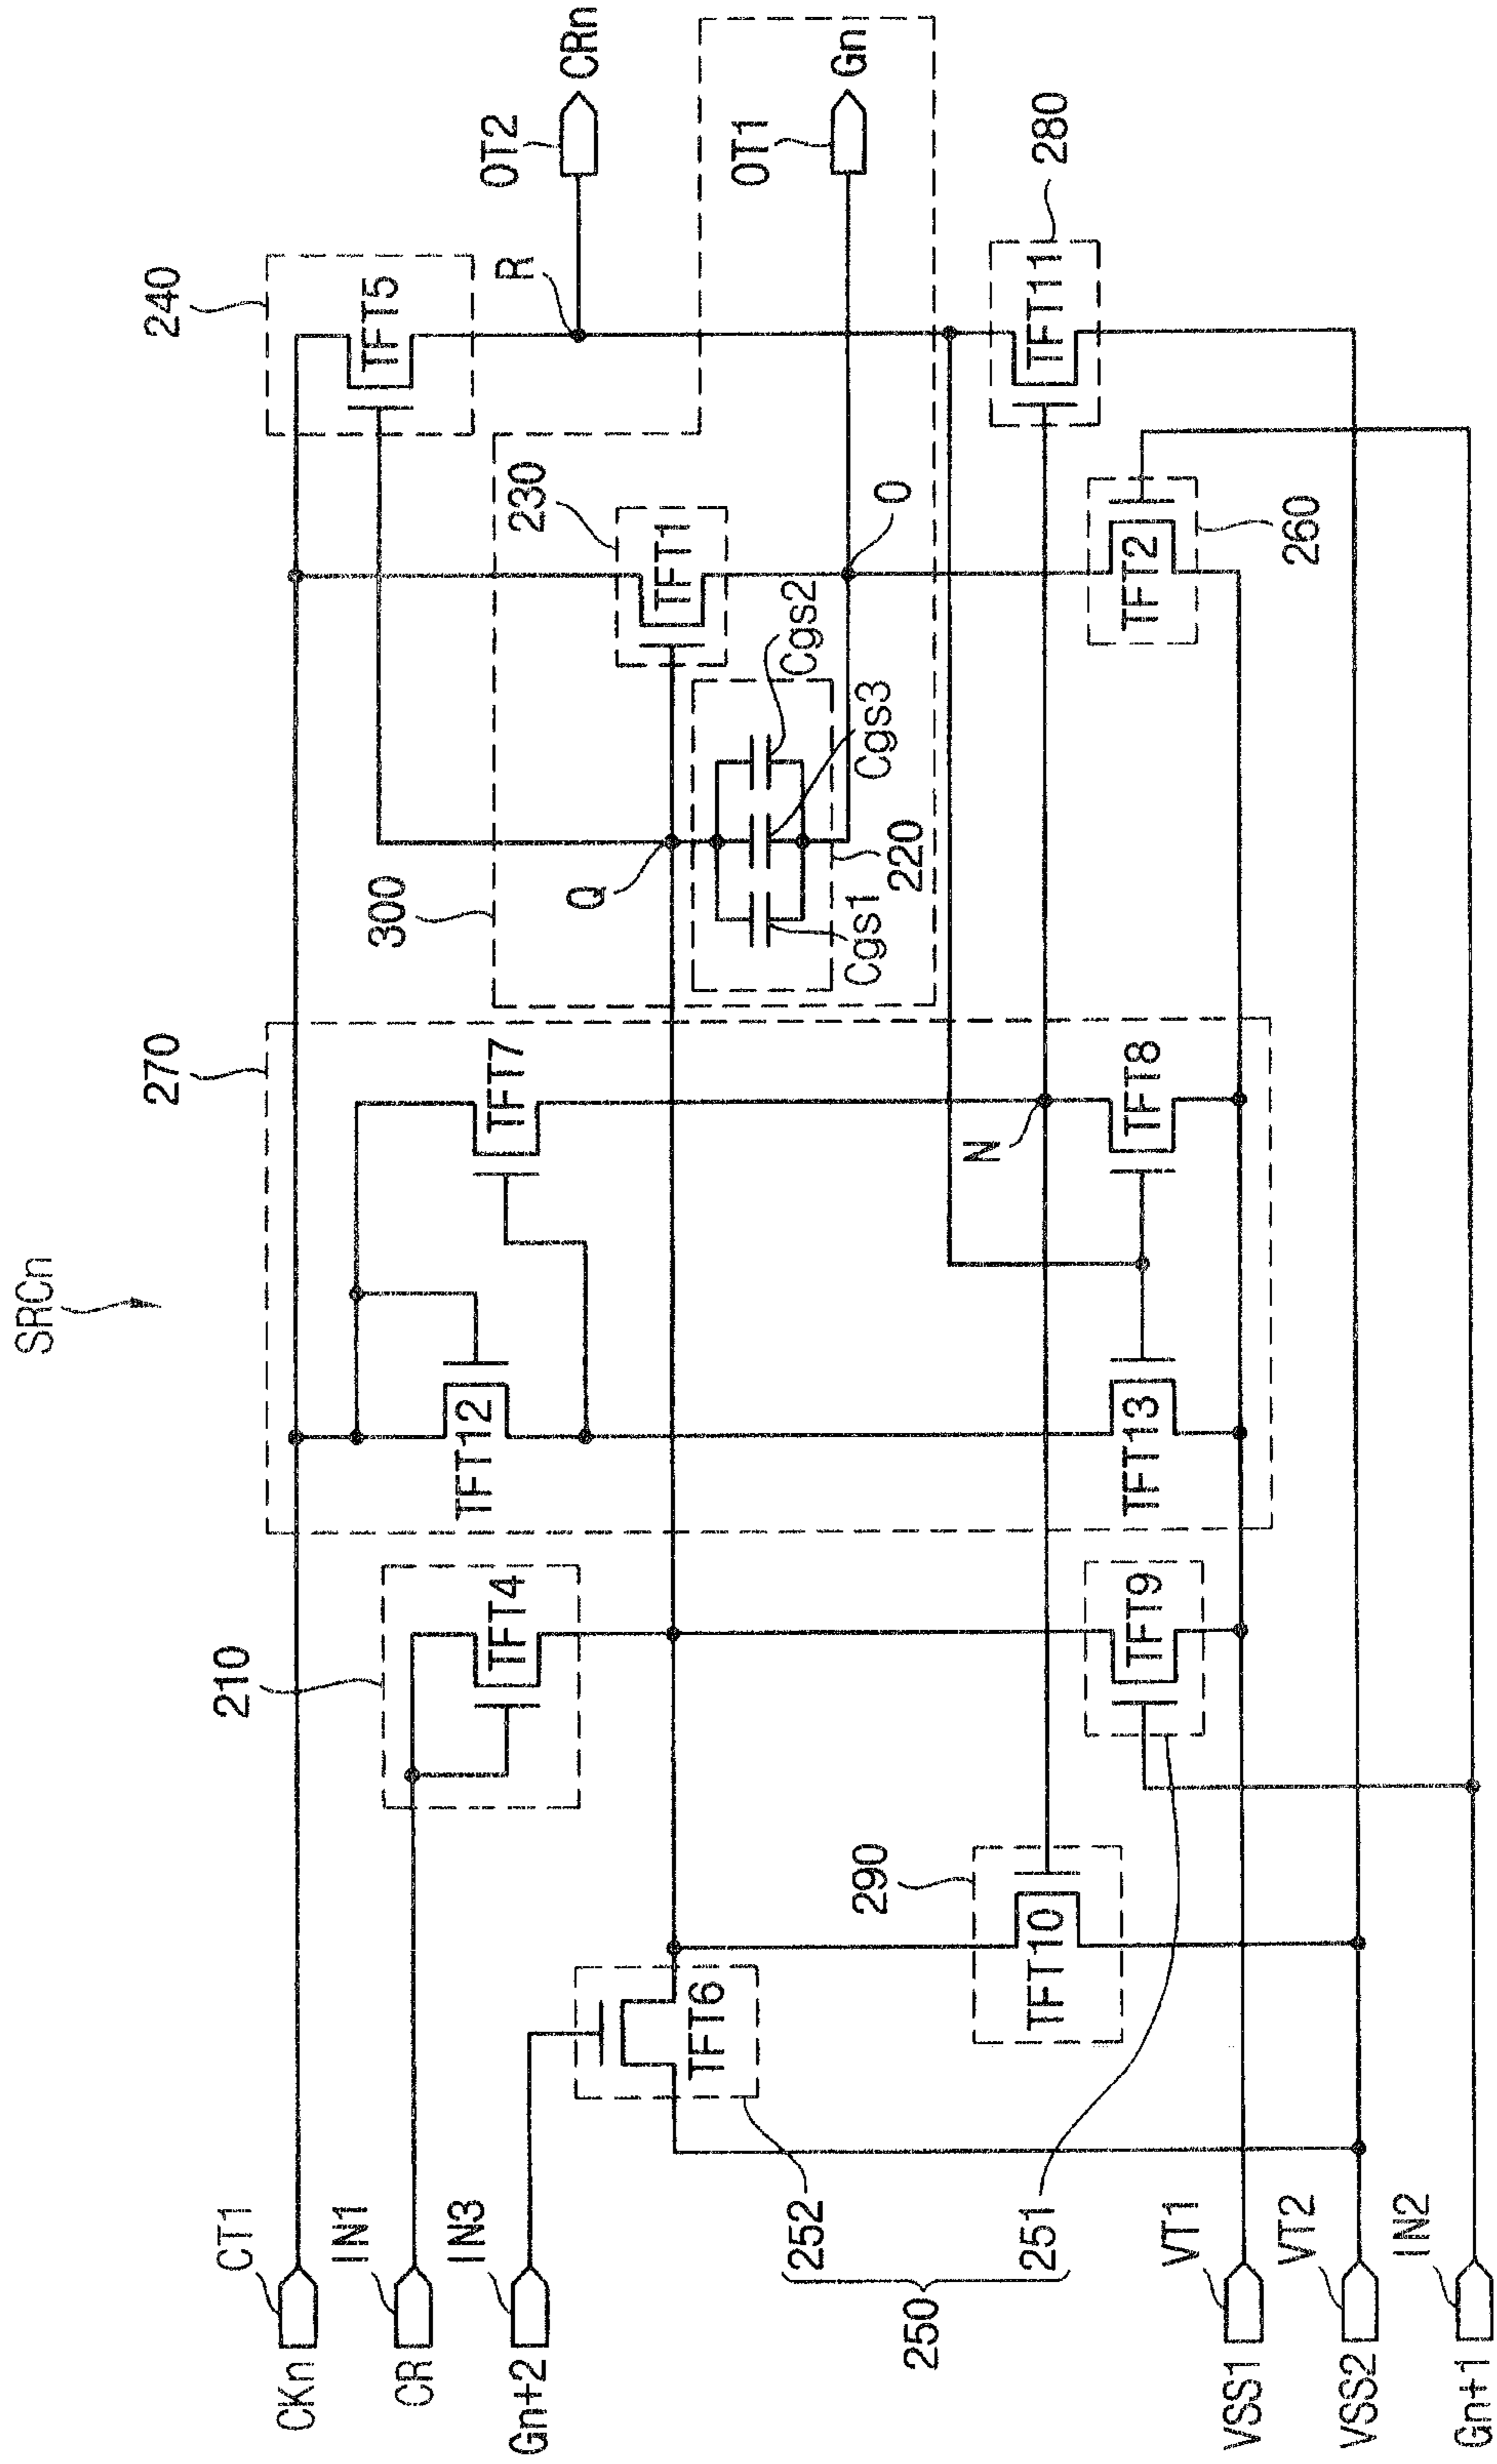 SRCn
CT1
CKn
IN1
CR
IN3
Gn+2
210
TFT4
270
TFT12
TFT7
240
TFT5
R
OT2
CRn
300
Q
230
TFT1
Cgs1
Cgs3
Cgs2
220
O
OT1
Gn
252
TFT6
250
251
290
TFT10
TFT9
TFT13
N
TFT8
TFT2
260
TFT11
280
VT1
VSS1
VT2
VSS2
IN2
Gn+1